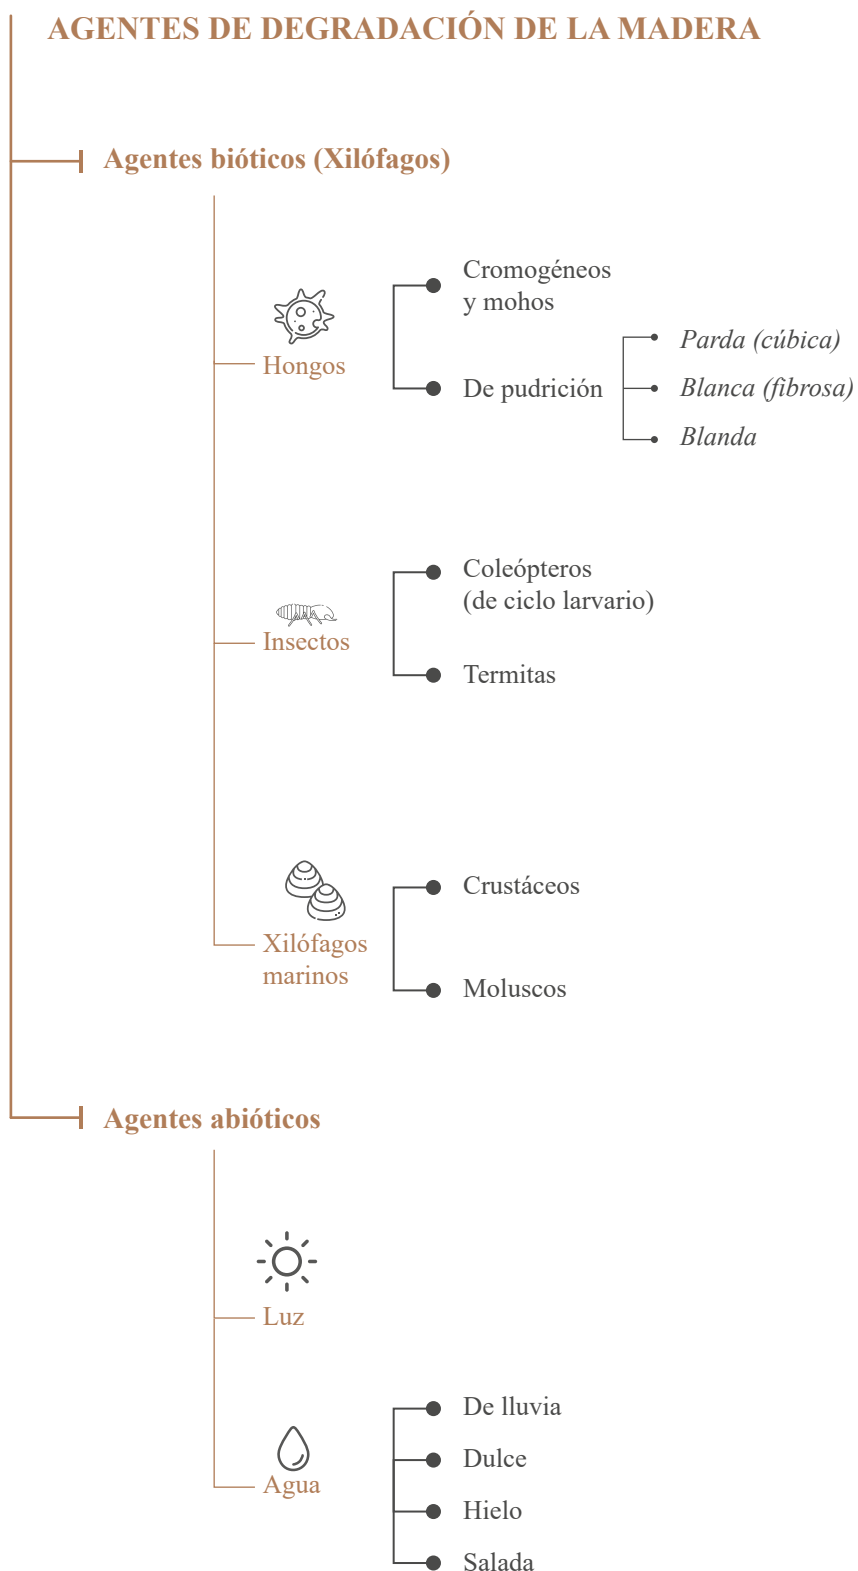 AGENTES DE DEGRADACIÓN DE LA MADERA
Agentes bióticos (Xilófagos)
Hongos
Cromogéneos
y mohos
De pudrición
Parda (cúbica)
Blanca (fibrosa)
Blanda
Insectos
Coleópteros
(de ciclo larvario)
Termitas
Xilófagos
marinos
Crustáceos
Moluscos
Agentes abióticos
Luz
Agua
De lluvia
Dulce
Hielo
Salada